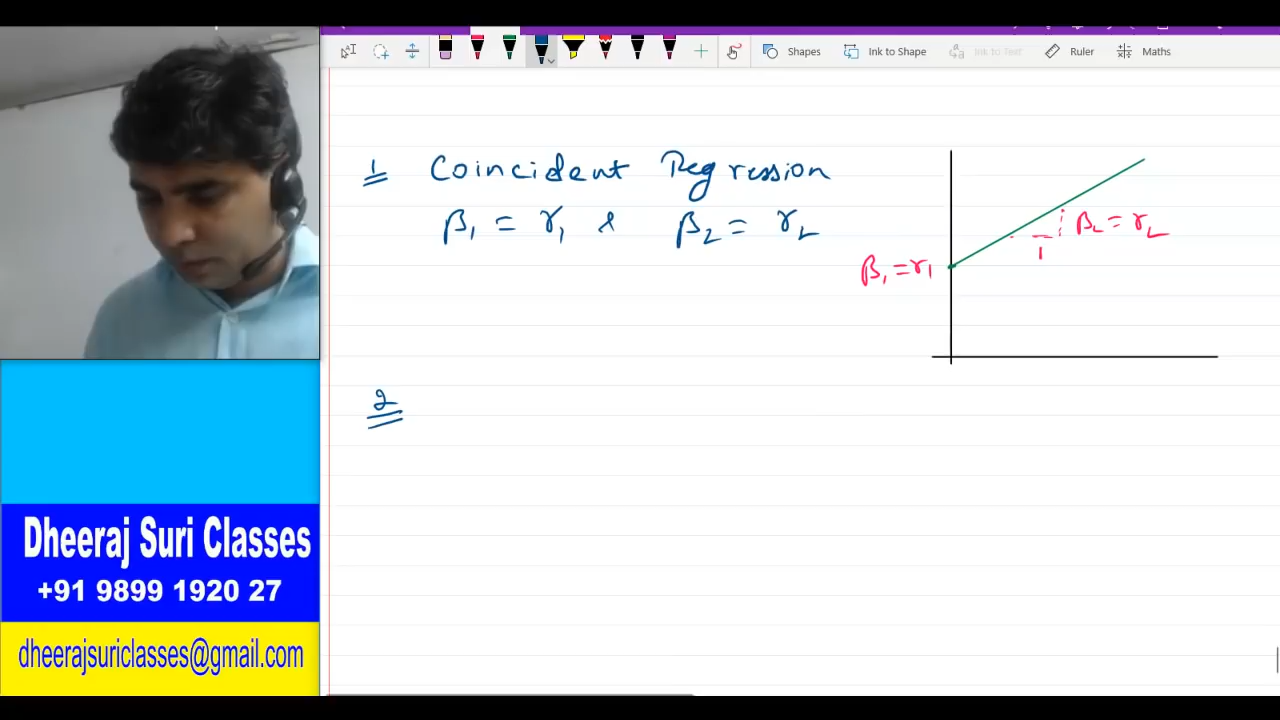 Shapes
Ink to Shape
Ink to Text
Ruler
Maths
1 Coincident Regression
β₁ = γ₁ & β₂ = γ₂
β₂ = γ₂
1
β₁ = γ₁
2
Dheeraj Suri Classes
+91 9899 1920 27
dheerajsuriclasses@gmail.com